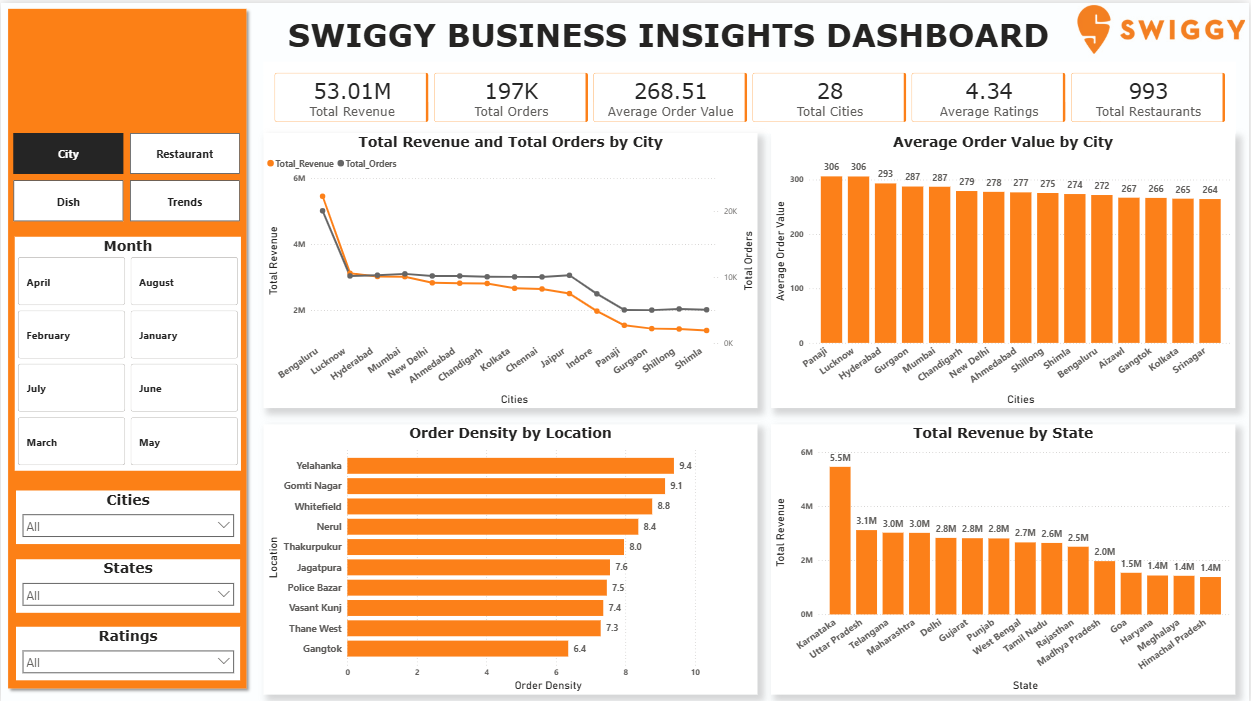 SWIGGY BUSINESS INSIGHTS DASHBOARD
SWIGGY
53.01M
Total Revenue
197K
Total Orders
268.51
Average Order Value
28
Total Cities
4.34
Average Ratings
993
Total Restaurants
City
Restaurant
Dish
Trends
Month
April
August
February
January
July
June
March
May
Cities
All
States
All
Ratings
All
Total Revenue and Total Orders by City
Total_Revenue Total_Orders
6M
4M
2M
Total Revenue
20K
10K
0K
Total Orders
Bengaluru
Lucknow
Hyderabad
Mumbai
New Delhi
Ahmedabad
Chandigarh
Kolkata
Chennai
Jaipur
Indore
Panaji
Gurgaon
Shillong
Shimla
Cities
Average Order Value by City
Average Order Value
300
200
100
0
306 306 293 287 287 279 278 277 275 274 272 267 266 265 264
Panaji
Lucknow
Hyderabad
Gurgaon
Mumbai
Chandigarh
New Delhi
Ahmedabad
Shillong
Shimla
Bengaluru
Aizawl
Gangtok
Kolkata
Srinagar
Cities
Order Density by Location
Location
Yelahanka 9.4
Gomti Nagar 9.1
Whitefield 8.8
Nerul 8.4
Thakurpukur 8.0
Jagatpura 7.6
Police Bazar 7.5
Vasant Kunj 7.4
Thane West 7.3
Gangtok 6.4
0 2 4 6 8 10
Order Density
Total Revenue by State
Total Revenue
6M
4M
2M
0M
5.5M 3.1M 3.0M 3.0M 2.8M 2.8M 2.8M 2.7M 2.6M 2.5M 2.0M 1.5M 1.4M 1.4M 1.4M
Karnataka
Uttar Pradesh
Telangana
Maharashtra
Delhi
Gujarat
Punjab
West Bengal
Tamil Nadu
Rajasthan
Madhya Pradesh
Goa
Haryana
Meghalaya
Himachal Pradesh
State